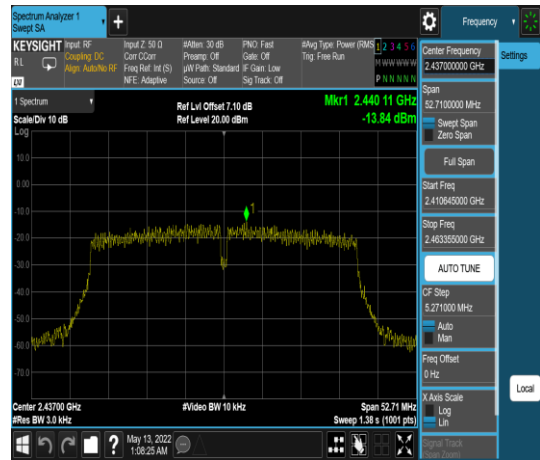 Spectrum Analyzer 1
Swept SA
+
Frequency
KEYSIGHT
RL
Input: RF
Coupling: DC
Align: Auto/No RF
Input Z: 50 Ω
Corr CCorr
Freq Ref: Int (S)
NFE: Adaptive
#Atten: 30 dB
Preamp: Off
µW Path: Standard
Source: Off
PNO: Fast
Gate: Off
IF Gain: Low
Sig Track: Off
#Avg Type: Power (RMS
Trig: Free Run
1 2 3 4 5 6
M W W W W W
P N N N N N
LXI
1 Spectrum
Scale/Div 10 dB
Log
Ref Lvl Offset 7.10 dB
Ref Level 20.00 dBm
Mkr1 2.440 11 GHz
-13.84 dBm
10.0
0.00
-10.0
-20.0
-30.0
-40.0
-50.0
-60.0
-70.0
1
Center 2.43700 GHz
#Res BW 3.0 kHz
#Video BW 10 kHz
Span 52.71 MHz
Sweep 1.38 s (1001 pts)
May 13, 2022
1:08:25 AM
?
Center Frequency
2.437000000 GHz
Settings
Span
52.7100000 MHz
Swept Span
Zero Span
Full Span
Start Freq
2.410645000 GHz
Stop Freq
2.463355000 GHz
AUTO TUNE
CF Step
5.271000 MHz
Auto
Man
Freq Offset
0 Hz
X Axis Scale
Log
Lin
Local
Signal Track
(Span Zoom)